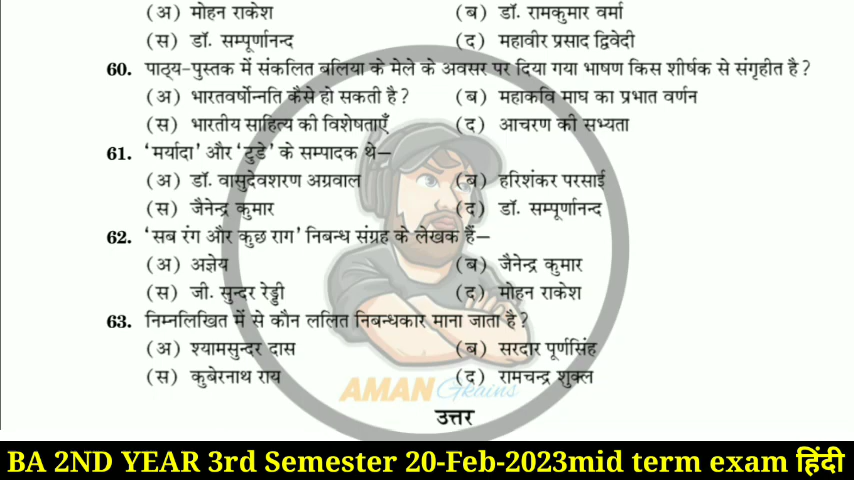 (अ) मोहन राकेश (ब) डॉ. रामकुमार वर्मा
(स) डॉ. सम्पूर्णानन्द (द) महावीर प्रसाद द्विवेदी
60. पाठ्य-पुस्तक में संकलित बलिया के मेले के अवसर पर दिया गया भाषण किस शीर्षक से संगृहीत है?
(अ) भारतवर्षोन्नति कैसे हो सकती है? (ब) महाकवि माघ का प्रभात वर्णन
(स) भारतीय साहित्य की विशेषताएँ (द) आचरण की सभ्यता
61. 'मर्यादा' और 'टुडे' के सम्पादक थे—
(अ) डॉ. वासुदेवशरण अग्रवाल (ब) हरिशंकर परसाई
(स) जैनेन्द्र कुमार (द) डॉ. सम्पूर्णानन्द
62. 'सब रंग और कुछ राग' निबन्ध संग्रह के लेखक हैं—
(अ) अज्ञेय (ब) जैनेन्द्र कुमार
(स) जी. सुन्दर रेड्डी (द) मोहन राकेश
63. निम्नलिखित में से कौन ललित निबन्धकार माना जाता है?
(अ) श्यामसुन्दर दास (ब) सरदार पूर्णसिंह
(स) कुबेरनाथ राय (द) रामचन्द्र शुक्ल
AMAN Grains
उत्तर
BA 2ND YEAR 3rd Semester 20-Feb-2023mid term exam हिंदी